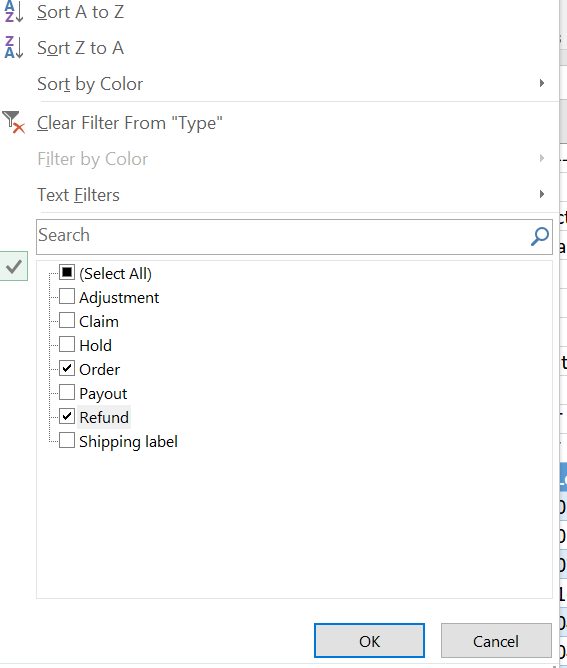 Sort A to Z
Sort Z to A
Sort by Color
Clear Filter From "Type"
Filter by Color
Text Filters
Search
(Select All)
Adjustment
Claim
Hold
Order
Payout
Refund
Shipping label
OK
Cancel